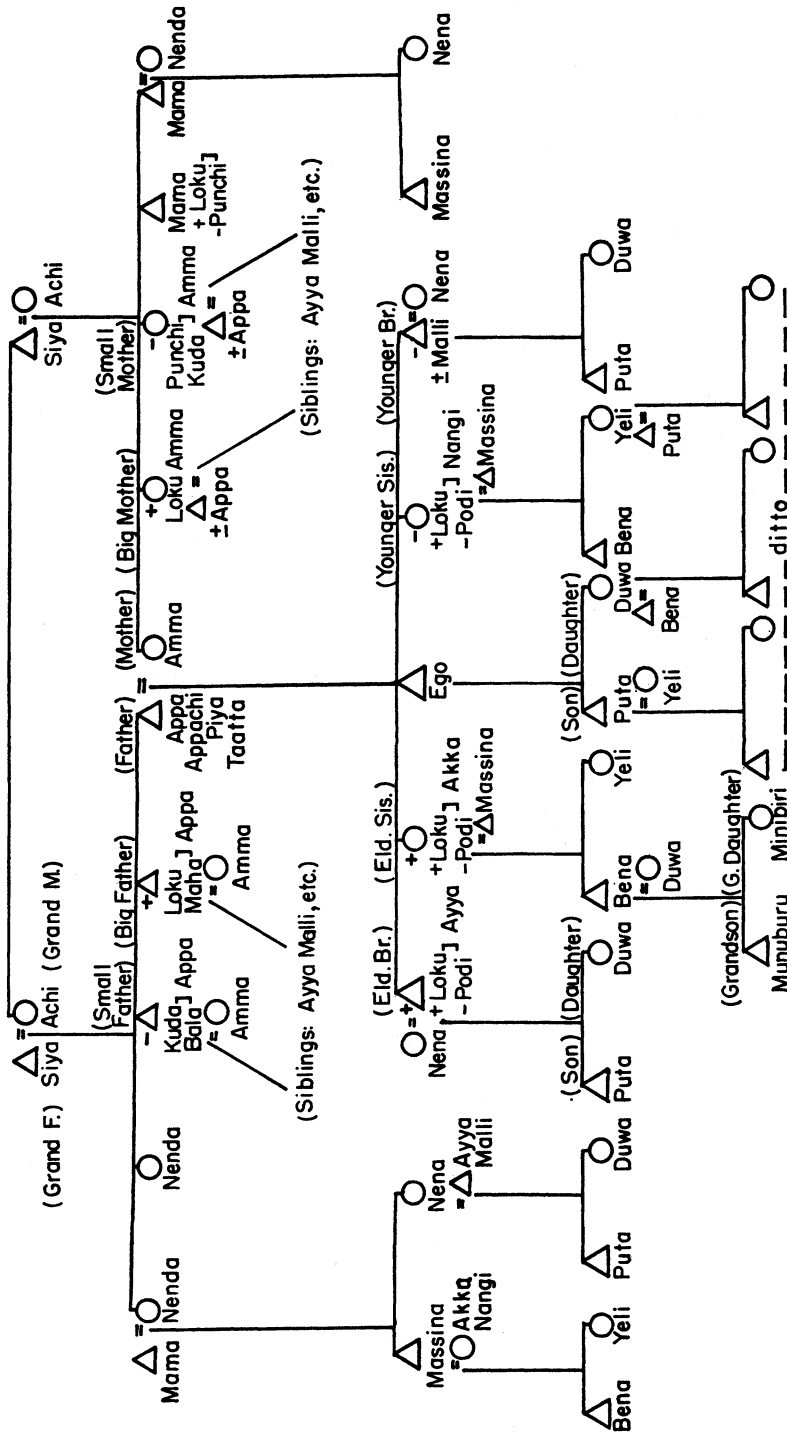 Siya Achi
(Grand F.) Siya Achi (Grand M.)
(Small Father) (Big Father) (Father) (Mother) (Big Mother) (Small Mother)
Mama Nenda
Nenda
Kuda
Bala] Appa
Amma
Loku
Maha] Appa
Amma
Appa
Appachi
Piya
Taatta
Amma
Loku Amma
±Appa
Punchi
Kuda] Amma
±Appa
Mama
+Loku
-Punchi]
Mama Nenda
(Siblings: Ayya Malli, etc.)
(Siblings: Ayya Malli, etc.)
(Eld. Br.) (Eld. Sis.) (Younger Sis.) (Younger Br.)
Massina
Akka
Nangi
Nena
Ayya
Malli
Nena
+Loku
-Podi] Ayya
+Loku
-Podi] Akka
Massina
Ego
+Loku
-Podi] Nangi
Massina
±Malli
Nena
Massina
Nena
(Son) (Daughter)
(Son) (Daughter)
Bena
Yeli
Puta
Duwa
Puta
Duwa
Bena
Duwa
Yeli
Puta
Yeli
Duwa
Bena
Bena
Yeli
Puta
Puta
Duwa
(Grandson) (G. Daughter)
Munuburu Minibiri
ditto